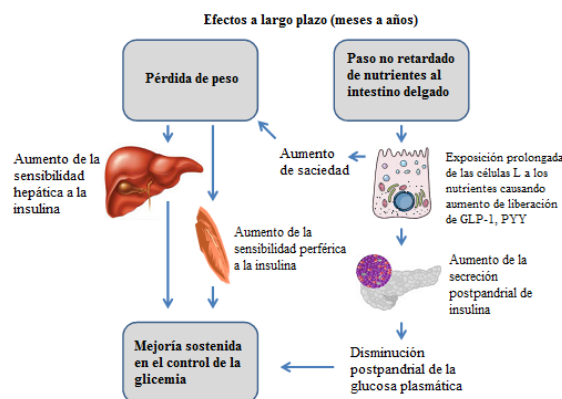 Efectos a largo plazo (meses a años)
Pérdida de peso
Paso no retardado
de nutrientes al
intestino delgado
Aumento de la
sensibilidad
hepática a la
insulina
Aumento
de saciedad
Exposición prolongada
de las células L a los
nutrientes causando
aumento de liberación
de GLP-1, PYY
Aumento de la
sensibilidad perférica
a la insulina
Aumento de la
secreción
postpandrial de
insulina
Mejoría sostenida
en el control de la
glicemia
Disminución
postpandrial de la
glucosa plasmática